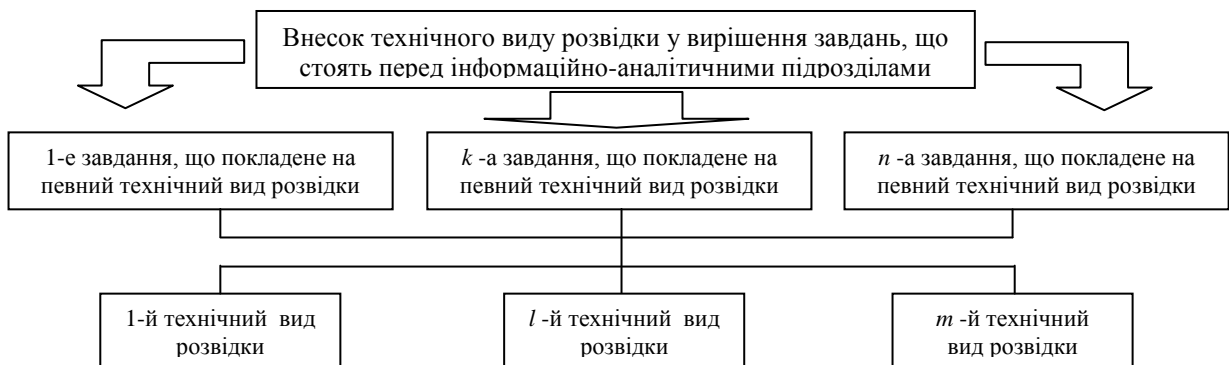 Внесок технічного виду розвідки у вирішення завдань, що
стоять перед інформаційно-аналітичними підрозділами
1-е завдання, що покладене на
певний технічний вид розвідки
k -а завдання, що покладене на
певний технічний вид розвідки
n -а завдання, що покладене на
певний технічний вид розвідки
1-й технічний вид
розвідки
l -й технічний вид
розвідки
m -й технічний
вид розвідки